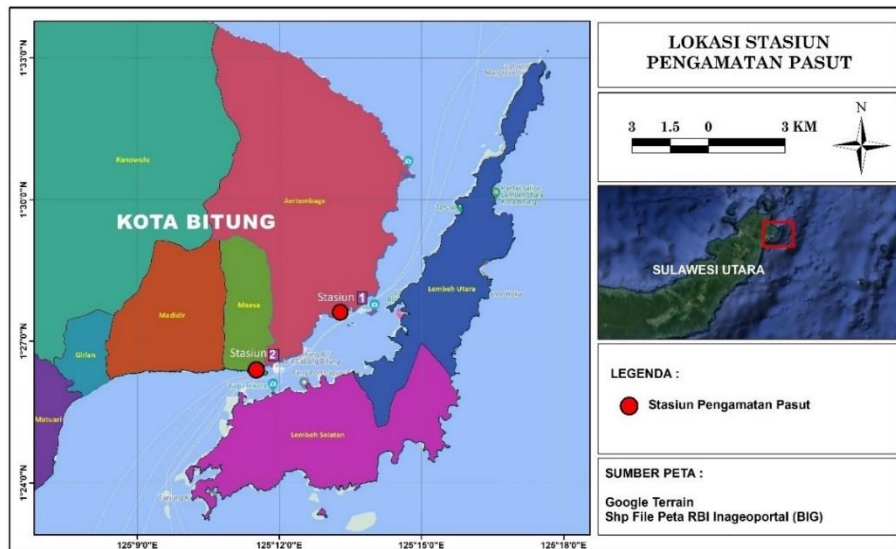 LOKASI STASIUN
PENGAMATAN PASUT
3 1.5 0 3 KM
N
SULAWESI UTARA
LEGENDA :
Stasiun Pengamatan Pasut
SUMBER PETA :
Google Terrain
Shp File Peta RBI Inageoportal (BIG)
1°33'0"N
1°30'0"N
1°27'0"N
1°24'0"N
125°9'0"E
125°12'0"E
125°15'0"E
125°18'0"E
Ranowulu
Aertembaga
KOTA BITUNG
Lembeh Utara
Madidir
Maesa
Girian
Matuari
Stasiun 1
Stasiun 2
Lembeh Selatan